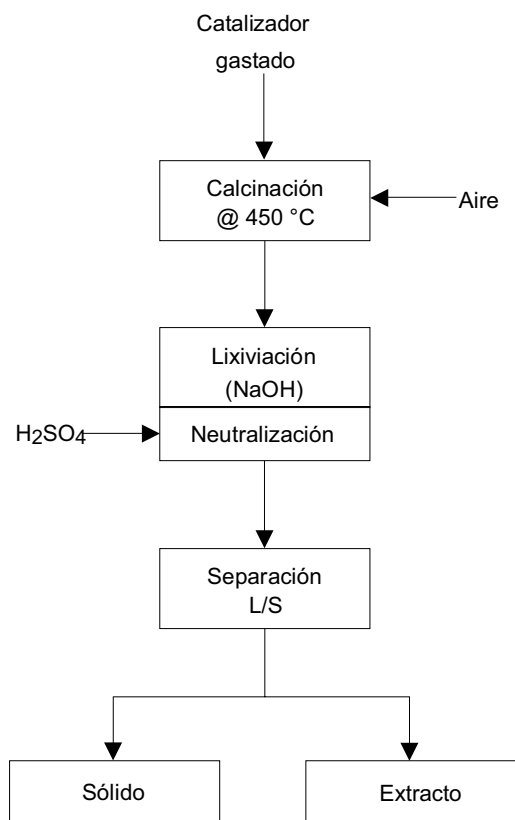 Catalizador
gastado
Calcinación
@ 450 °C
Aire
Lixiviación
(NaOH)
H₂SO₄
Neutralización
Separación
L/S
Sólido
Extracto